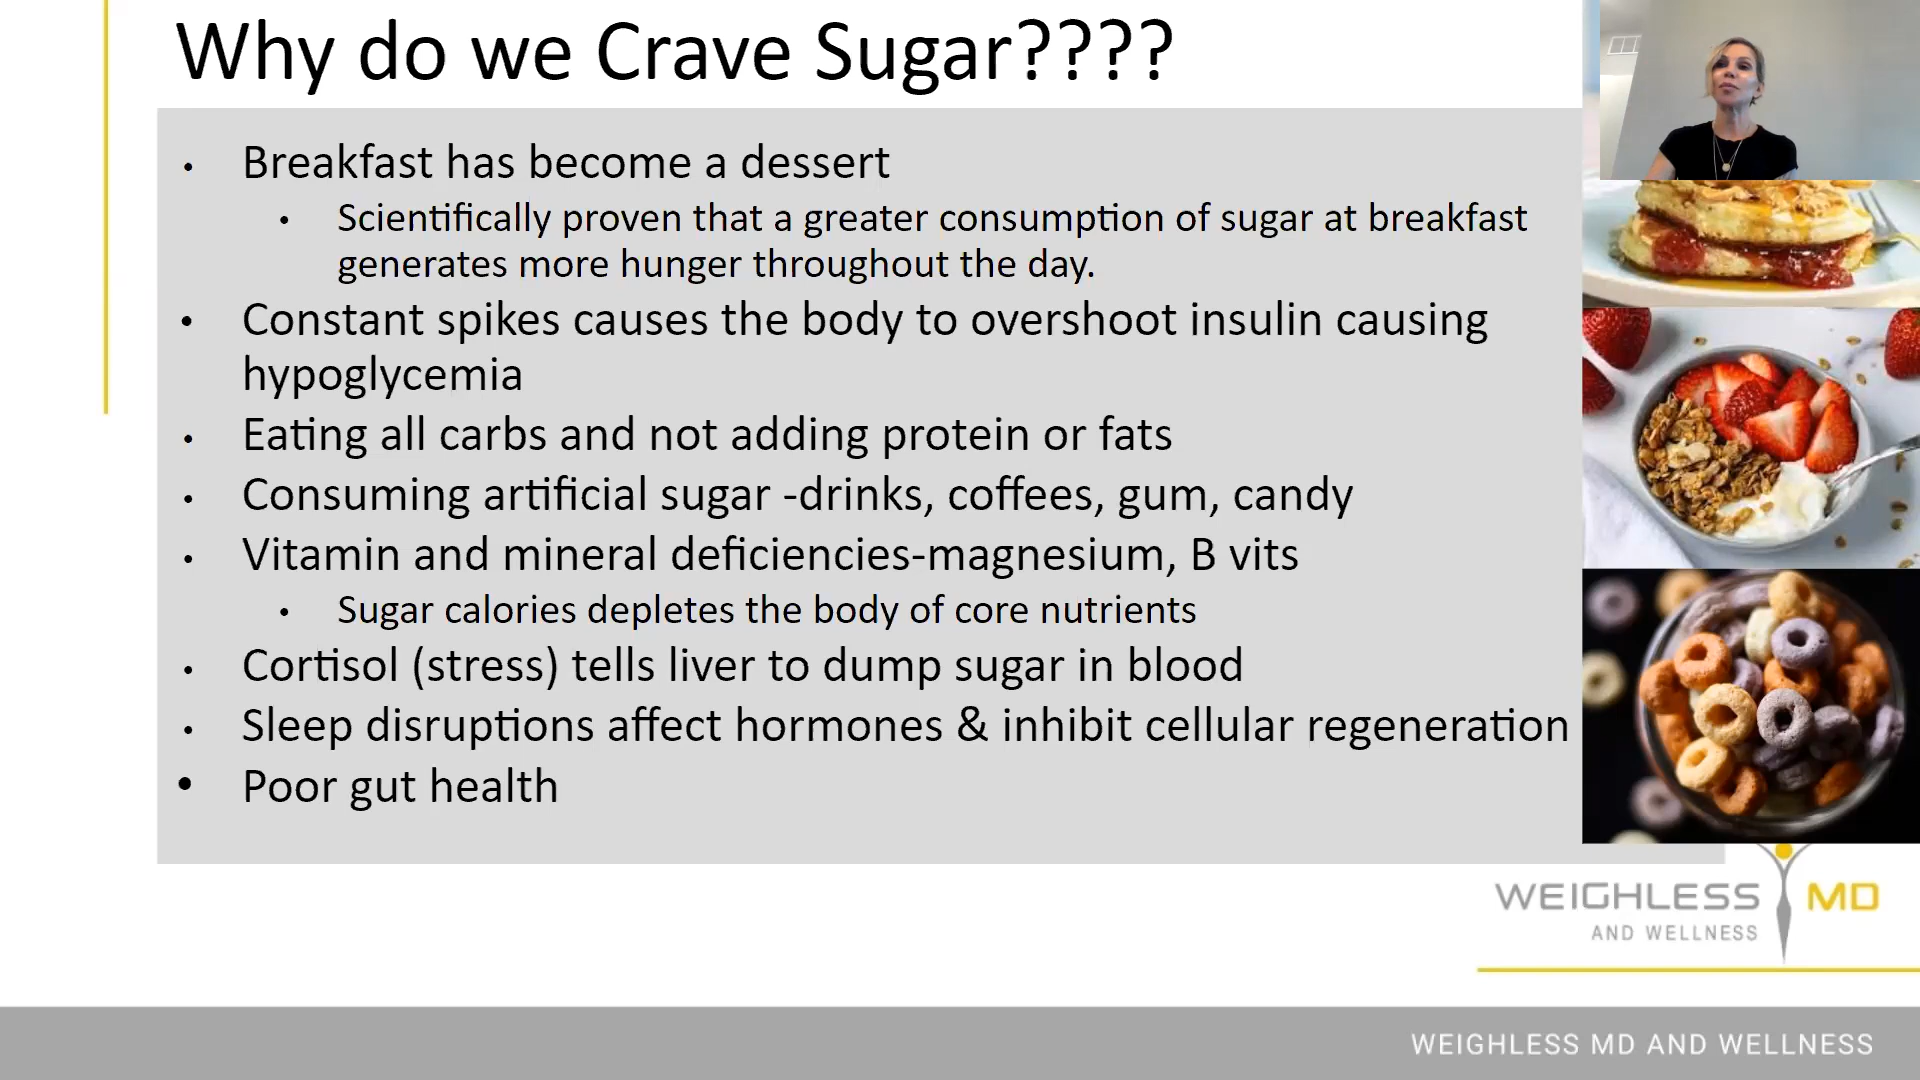 Why do we Crave Sugar????
• Breakfast has become a dessert
• Scientifically proven that a greater consumption of sugar at breakfast
generates more hunger throughout the day.
• Constant spikes causes the body to overshoot insulin causing
hypoglycemia
• Eating all carbs and not adding protein or fats
• Consuming artificial sugar -drinks, coffees, gum, candy
• Vitamin and mineral deficiencies-magnesium, B vits
• Sugar calories depletes the body of core nutrients
• Cortisol (stress) tells liver to dump sugar in blood
• Sleep disruptions affect hormones & inhibit cellular regeneration
• Poor gut health
WEIGHLESS MD
AND WELLNESS
WEIGHLESS MD AND WELLNESS